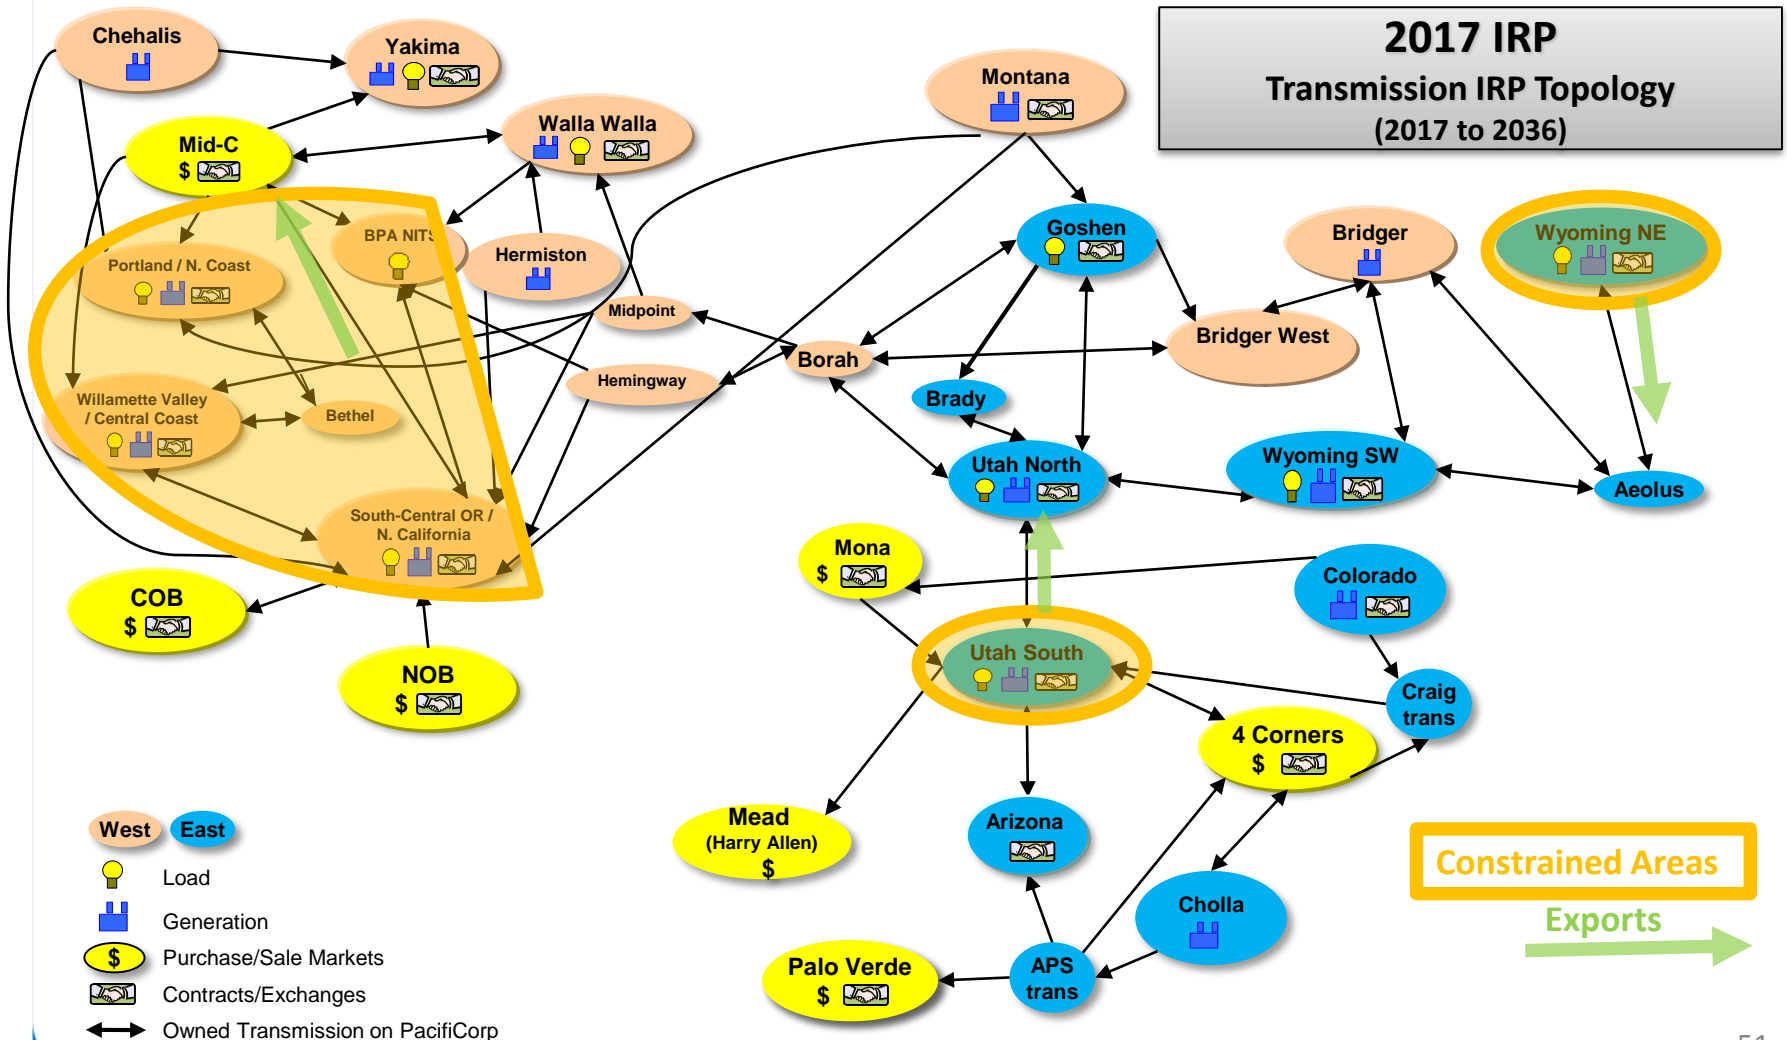 2017 IRP
Transmission IRP Topology
(2017 to 2036)
Chehalis
Yakima
Mid-C
$
Walla Walla
Montana
BPA NITS
Portland / N. Coast
Hermiston
Goshen
Bridger
Wyoming NE
Midpoint
Bridger West
Borah
Hemingway
Brady
Willamette Valley
/ Central Coast
Bethel
Utah North
Wyoming SW
Aeolus
South-Central OR /
N. California
Mona
$
Colorado
COB
$
NOB
$
Utah South
Craig
trans
4 Corners
$
Mead
(Harry Allen)
$
Arizona
Cholla
Palo Verde
$
APS
trans
West
East
Load
Generation
$
Purchase/Sale Markets
Contracts/Exchanges
Owned Transmission on PacifiCorp
Constrained Areas
Exports
51